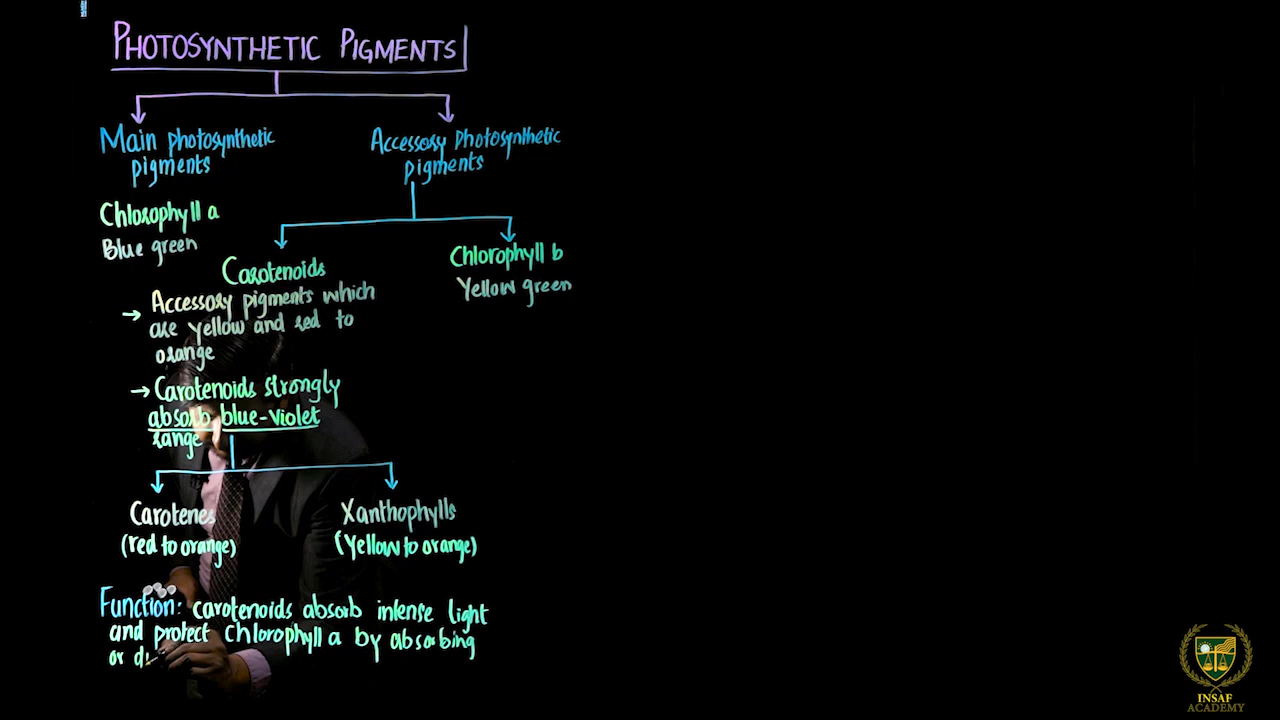 PHOTOSYNTHETIC PIGMENTS
Main photosynthetic
pigments
Accessory photosynthetic
pigments
Chlorophyll a
Blue green
Carotenoids
Chlorophyll b
Yellow green
→ Accessory pigments which
are yellow and red to
orange
→ Carotenoids strongly
absorb blue-violet
range
Carotenes
(red to orange)
Xanthophylls
(Yellow to orange)
Function: carotenoids absorb intense light
and protect chlorophyll a by absorbing
or
INSAF
ACADEMY